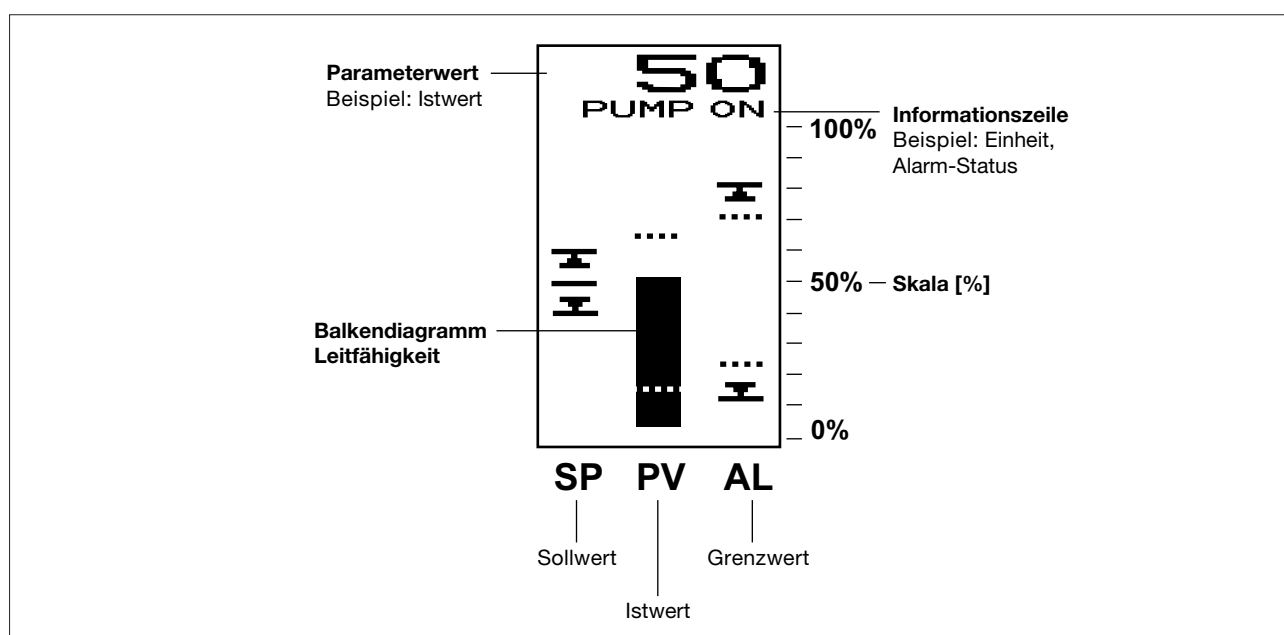 50
PUMP ON
Parameterwert
Beispiel: Istwert
Informationszeile
Beispiel: Einheit,
Alarm-Status
100%
50%
Skala [%]
Balkendiagramm
Leitfähigkeit
0%
SP PV AL
Sollwert
Grenzwert
Istwert